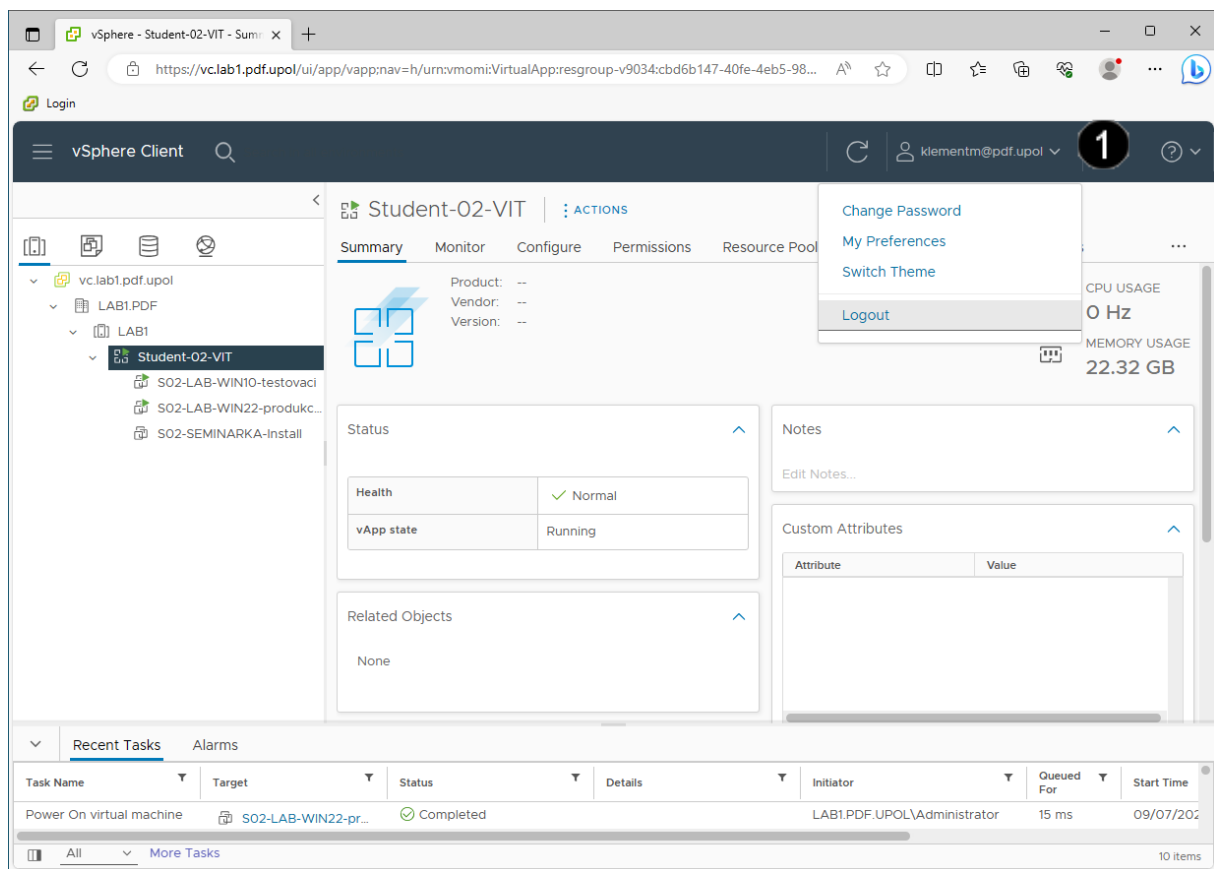 vSphere - Student-02-VIT - Summ
https://vc.lab1.pdf.upol/ui/app/vapp;nav=h/urn:vmomi:VirtualApp:resgroup-v9034:cbd6b147-40fe-4eb5-98...
Login
vSphere Client
klementm@pdf.upol
1
Change Password
My Preferences
Switch Theme
Logout
vc.lab1.pdf.upol
LAB1.PDF
LAB1
Student-02-VIT
S02-LAB-WIN10-testovaci
S02-LAB-WIN22-produkc...
S02-SEMINARKA-Install
Student-02-VIT
ACTIONS
Summary Monitor Configure Permissions Resource Pool ...
Product: --
Vendor: --
Version: --
CPU USAGE
0 Hz
MEMORY USAGE
22.32 GB
Status
Health Normal
vApp state Running
Related Objects
None
Notes
Edit Notes...
Custom Attributes
Attribute Value
Recent Tasks Alarms
Task Name Target Status Details Initiator Queued For Start Time
Power On virtual machine S02-LAB-WIN22-pr... Completed LAB1.PDF.UPOL\Administrator 15 ms 09/07/202
All More Tasks
10 items